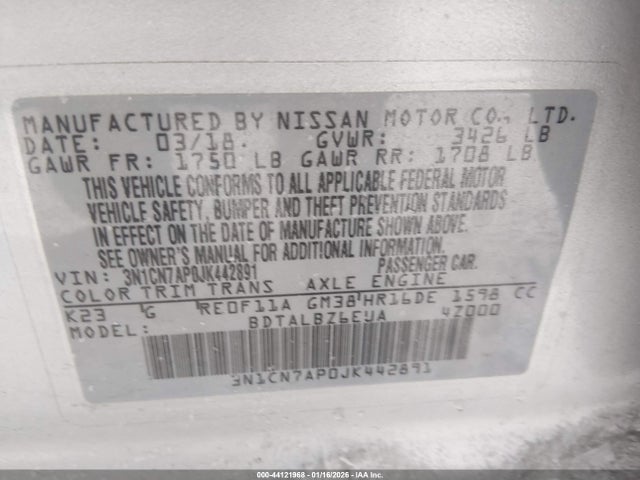 MANUFACTURED BY NISSAN MOTOR CO., LTD.
DATE: 03/18. GVWR: 3426 LB
GAWR FR: 1750 LB GAWR RR: 1708 LB
THIS VEHICLE CONFORMS TO ALL APPLICABLE FEDERAL MOTOR
VEHICLE SAFETY, BUMPER AND THEFT PREVENTION STANDARDS
IN EFFECT ON THE DATE OF MANUFACTURE SHOWN ABOVE.
SEE OWNER'S MANUAL FOR ADDITIONAL INFORMATION.
VIN: 3N1CN7AP0JK442891 PASSENGER CAR.
COLOR TRIM TRANS AXLE ENGINE
K23 G RE0F11A GM38 HR16DE 1598 CC
MODEL: BDTALBZ6EUA 4Z000
3N1CN7AP0JK442891
000-44121968 - 01/16/2026 - IAA Inc.